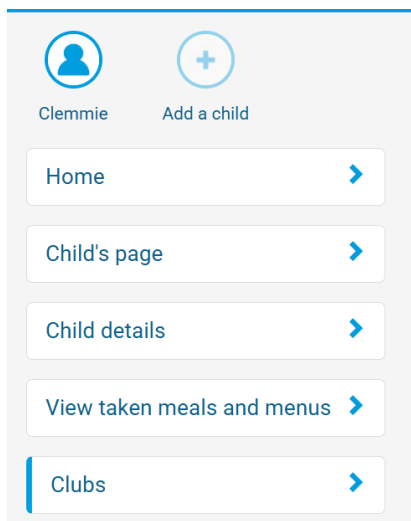 Clemmie
Add a child
Home
Child's page
Child details
View taken meals and menus
Clubs